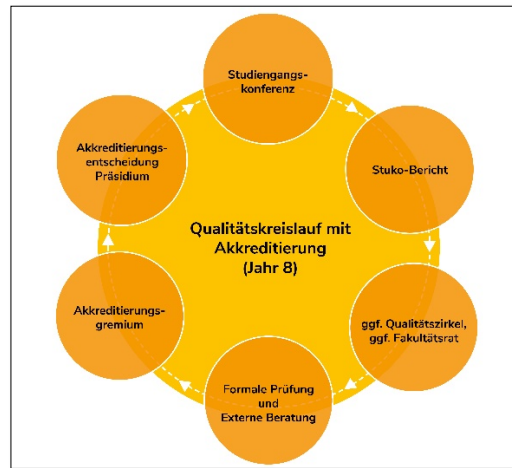 Studiengangs-
konferenz
Stuko-Bericht
ggf. Qualitätszirkel,
ggf. Fakultätsrat
Formale Prüfung
und
Externe Beratung
Akkreditierungs-
gremium
Akkreditierungs-
entscheidung
Präsidium
Qualitätskreislauf mit
Akkreditierung
(Jahr 8)